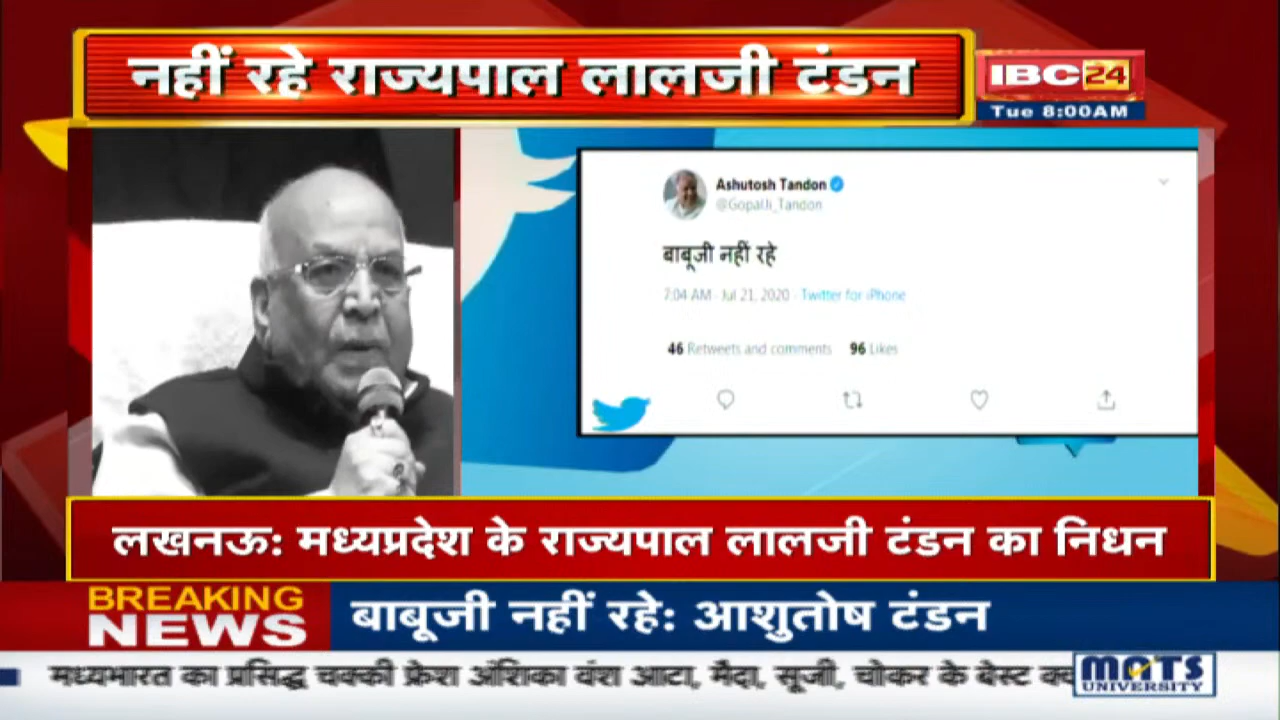 नहीं रहे राज्यपाल लालजी टंडन
IBC24
Tue 8:00AM
Ashutosh Tandon
@GopalJi_Tandon
बाबूजी नहीं रहे
7:04 AM · Jul 21, 2020 · Twitter for iPhone
46 Retweets and comments 96 Likes
लखनऊ: मध्यप्रदेश के राज्यपाल लालजी टंडन का निधन
BREAKING
NEWS
बाबूजी नहीं रहे: आशुतोष टंडन
मध्यभारत का प्रसिद्ध चक्की फ्रेश अंशिका वंश आटा, मैदा, सूजी, चोकर के बेस्ट
MATS
UNIVERSITY